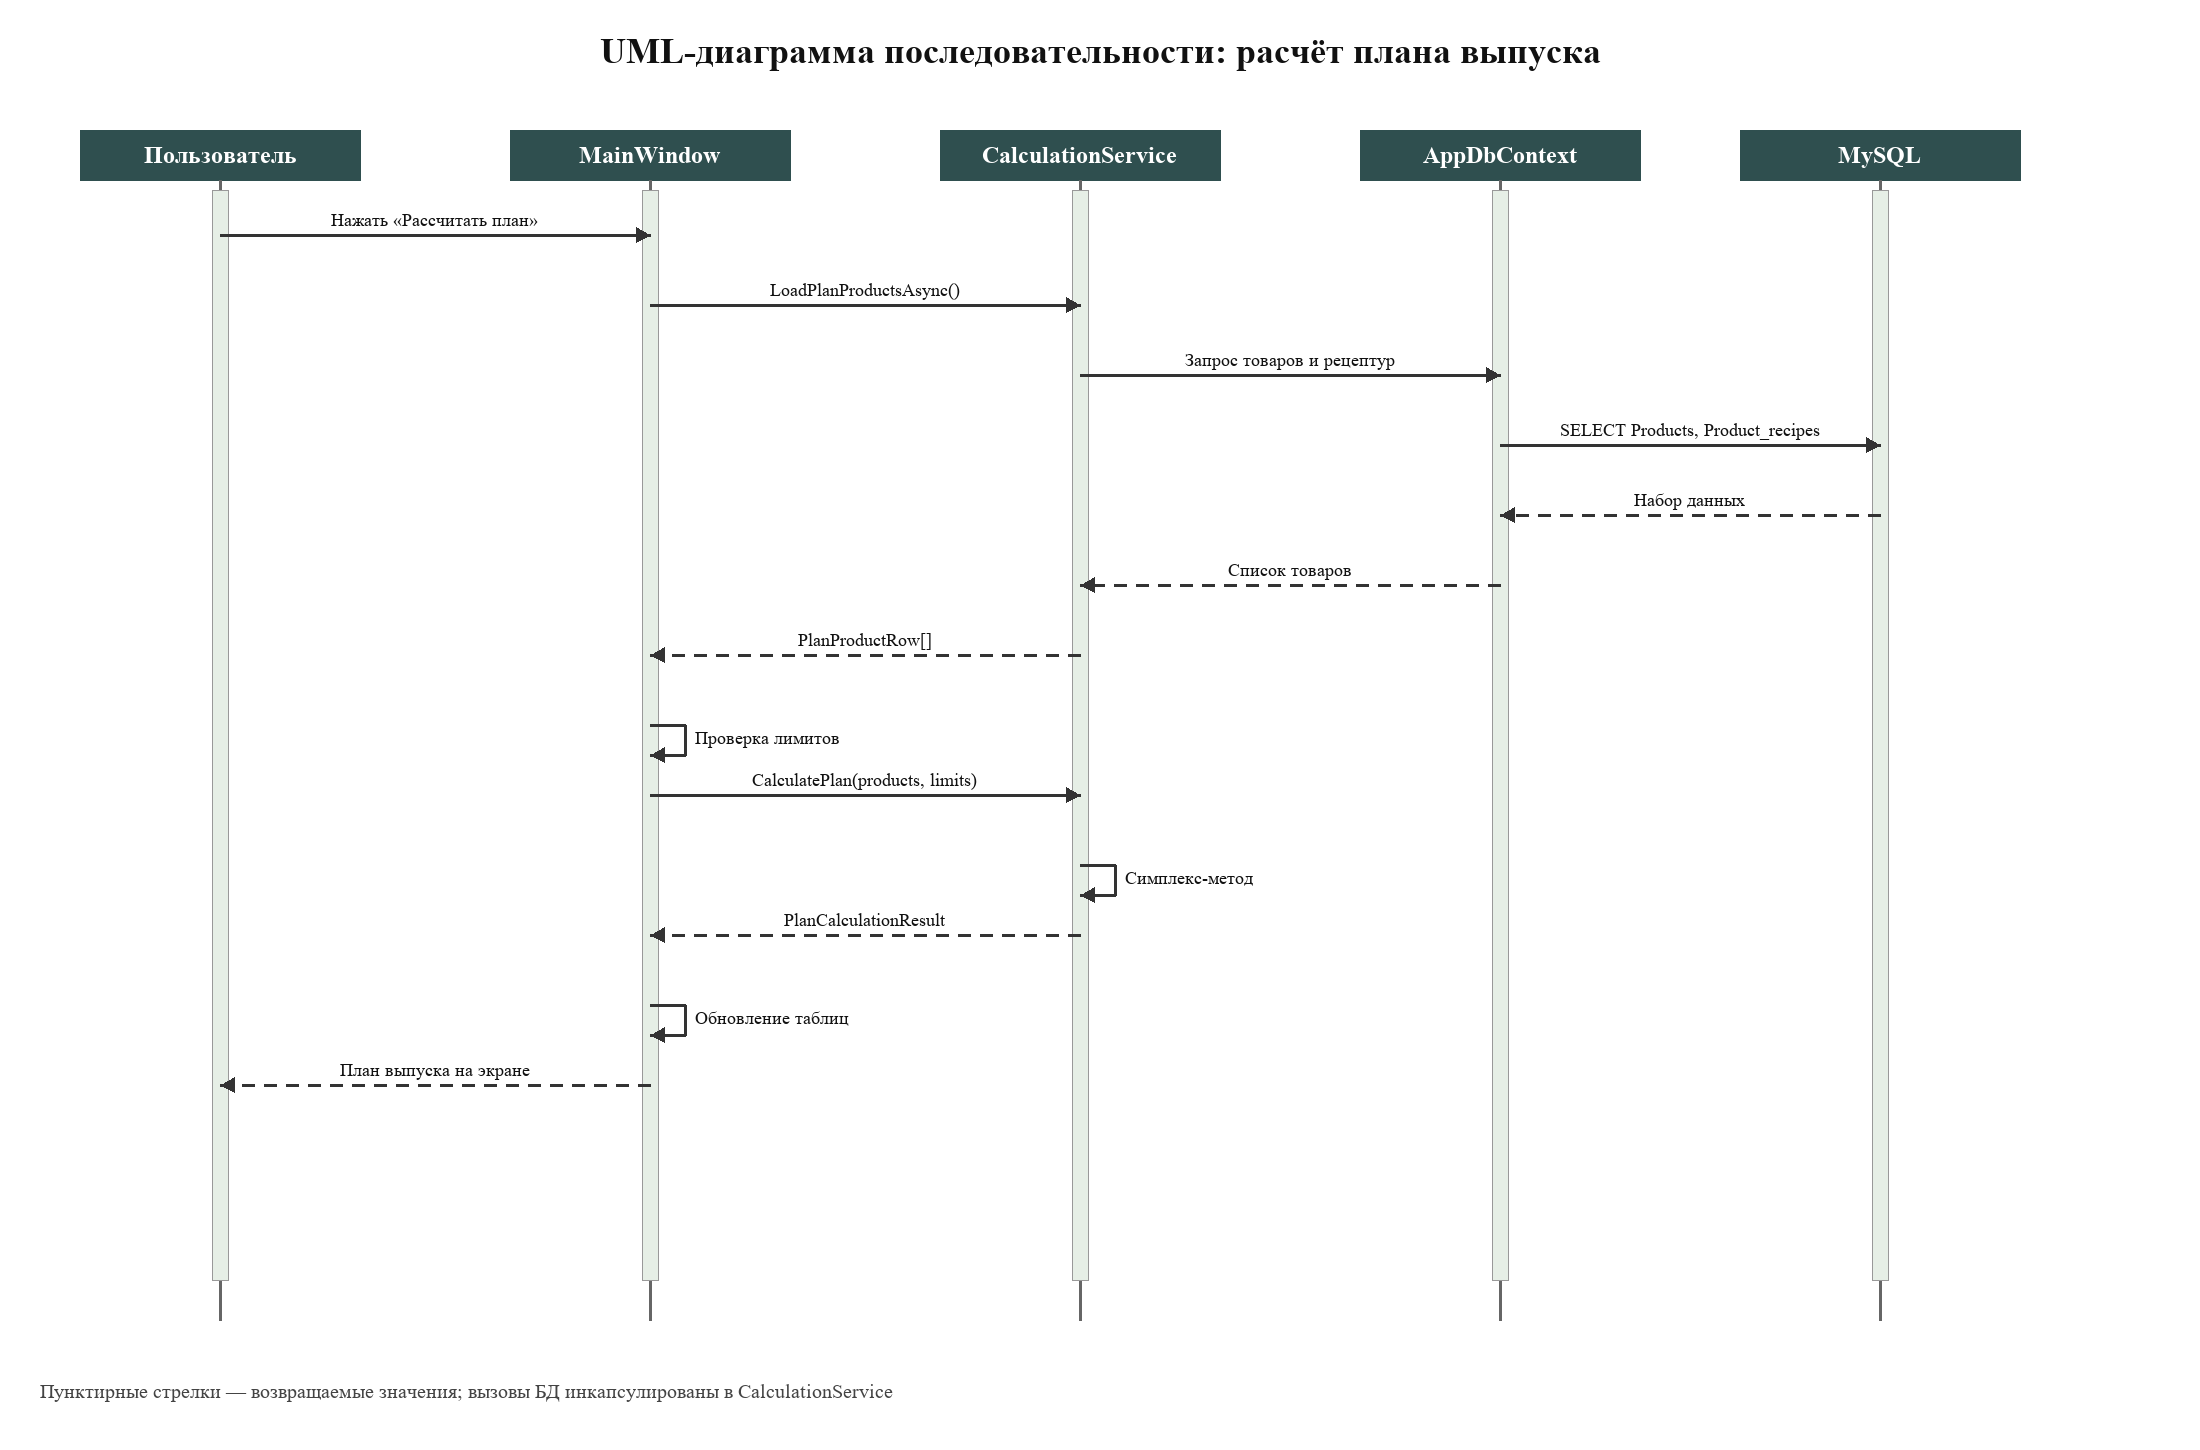 UML-диаграмма последовательности: расчёт плана выпуска
Пользователь
MainWindow
CalculationService
AppDbContext
MySQL
Нажать «Рассчитать план»
LoadPlanProductsAsync()
Запрос товаров и рецептур
SELECT Products, Product_recipes
Набор данных
Список товаров
PlanProductRow[]
Проверка лимитов
CalculatePlan(products, limits)
Симплекс-метод
PlanCalculationResult
Обновление таблиц
План выпуска на экране
Пунктирные стрелки — возвращаемые значения; вызовы БД инкапсулированы в CalculationService